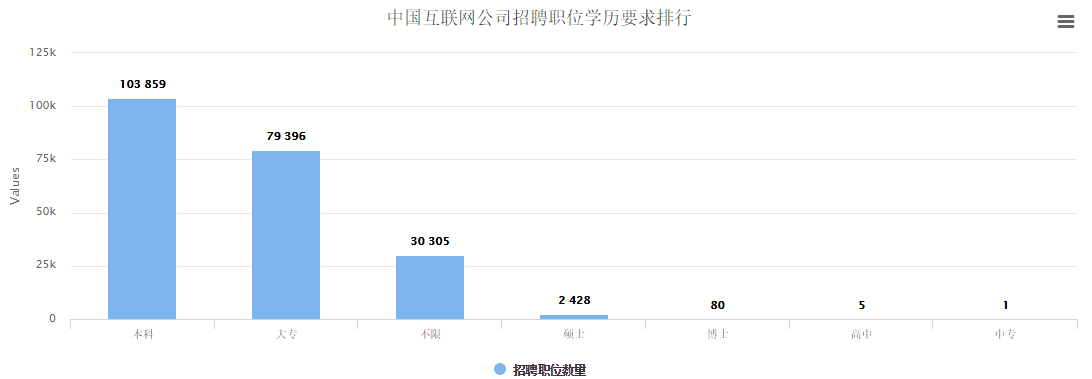 中国互联网公司招聘职位学历要求排行
125k
100k
75k
50k
25k
0
Values
103 859
79 396
30 305
2 428
80
5
1
本科
大专
不限
硕士
博士
高中
中专
招聘职位数量